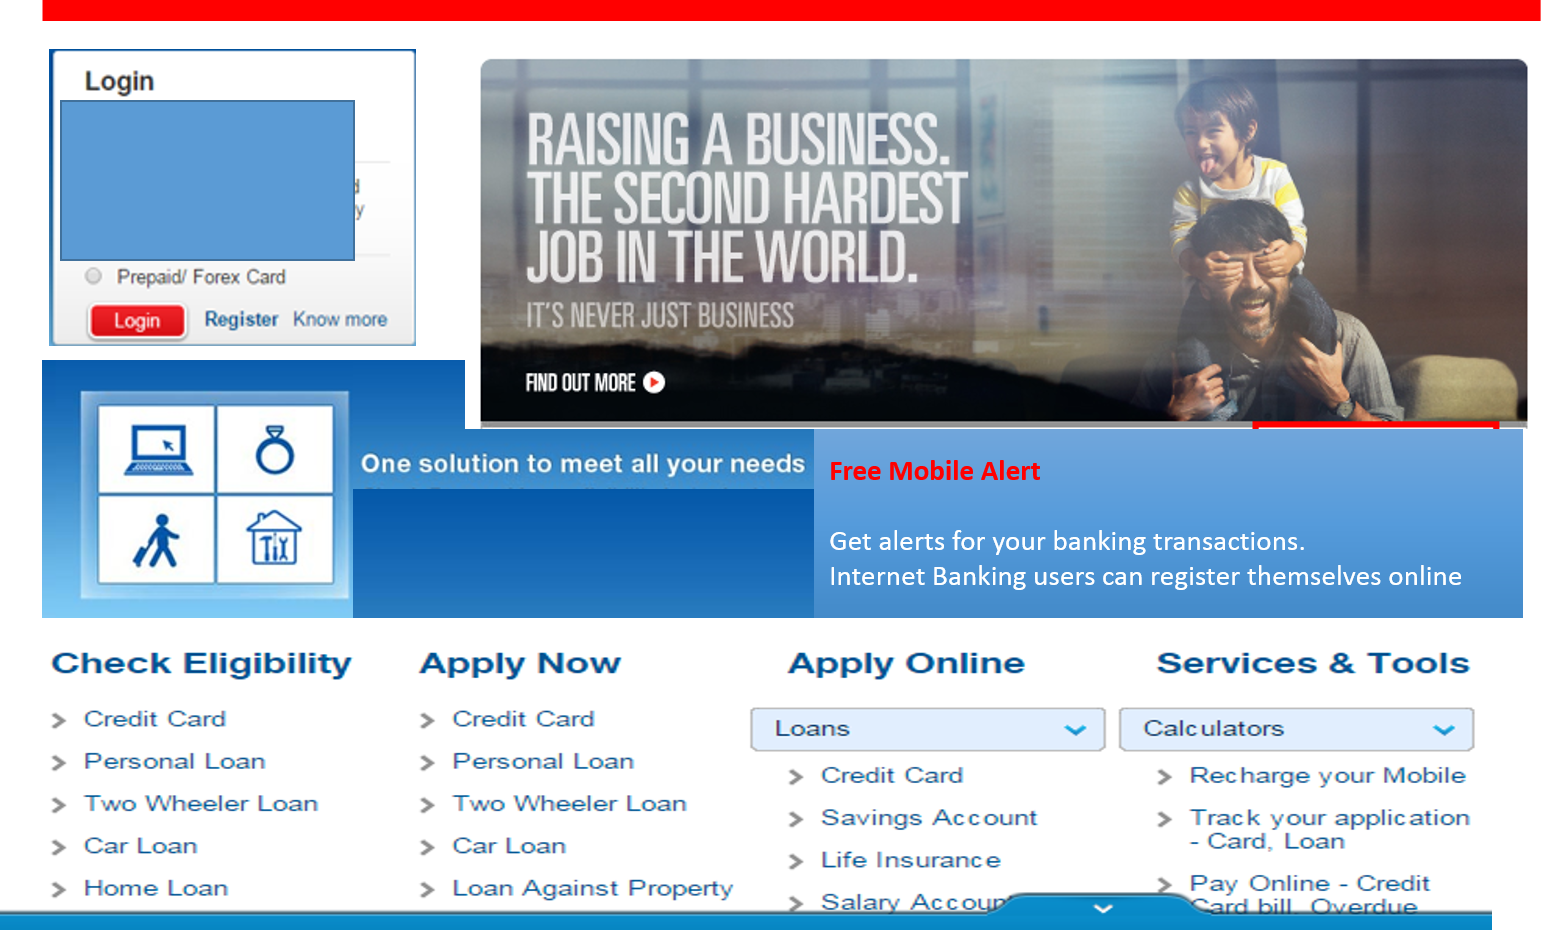 Login
Prepaid/ Forex Card
Login Register Know more
RAISING A BUSINESS.
THE SECOND HARDEST
JOB IN THE WORLD.
IT'S NEVER JUST BUSINESS
FIND OUT MORE
One solution to meet all your needs
Free Mobile Alert
Get alerts for your banking transactions.
Internet Banking users can register themselves online
Check Eligibility
Credit Card
Personal Loan
Two Wheeler Loan
Car Loan
Home Loan
Apply Now
Credit Card
Personal Loan
Two Wheeler Loan
Car Loan
Loan Against Property
Apply Online
Loans
Credit Card
Savings Account
Life Insurance
Salary Accoun
Services & Tools
Calculators
Recharge your Mobile
Track your application
- Card, Loan
Pay Online - Credit
Card bill, Overdue